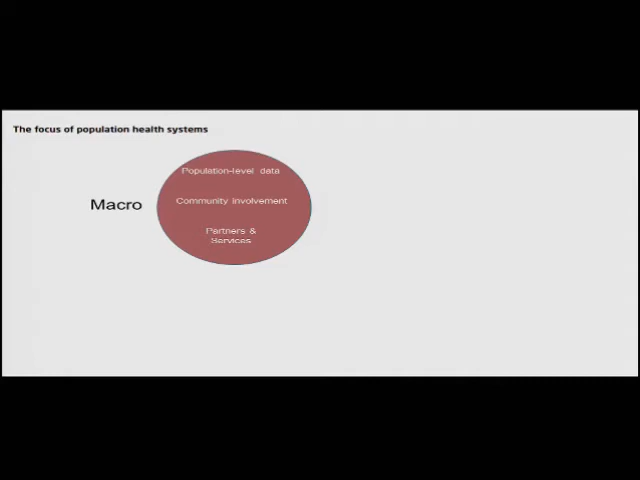 The focus of population health systems
Population-level data
Macro
Community involvement
Partners &
Services